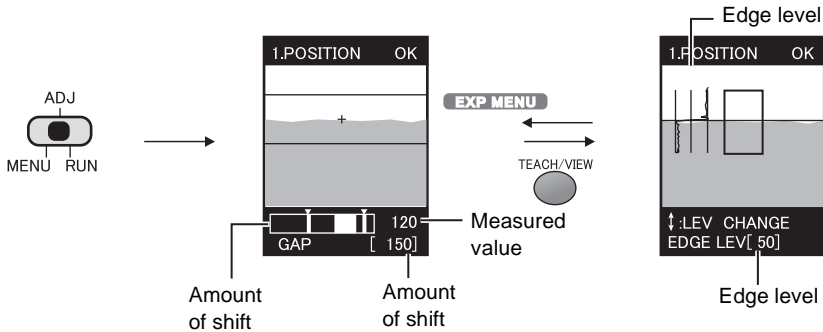 Edge level
1.POSITION OK
1.POSITION OK
ADJ
EXP MENU
MENU RUN
TEACH/VIEW
120
Measured value
GAP [ 150]
:LEV CHANGE
EDGE LEV[ 50]
Amount of shift
Amount of shift
Edge level